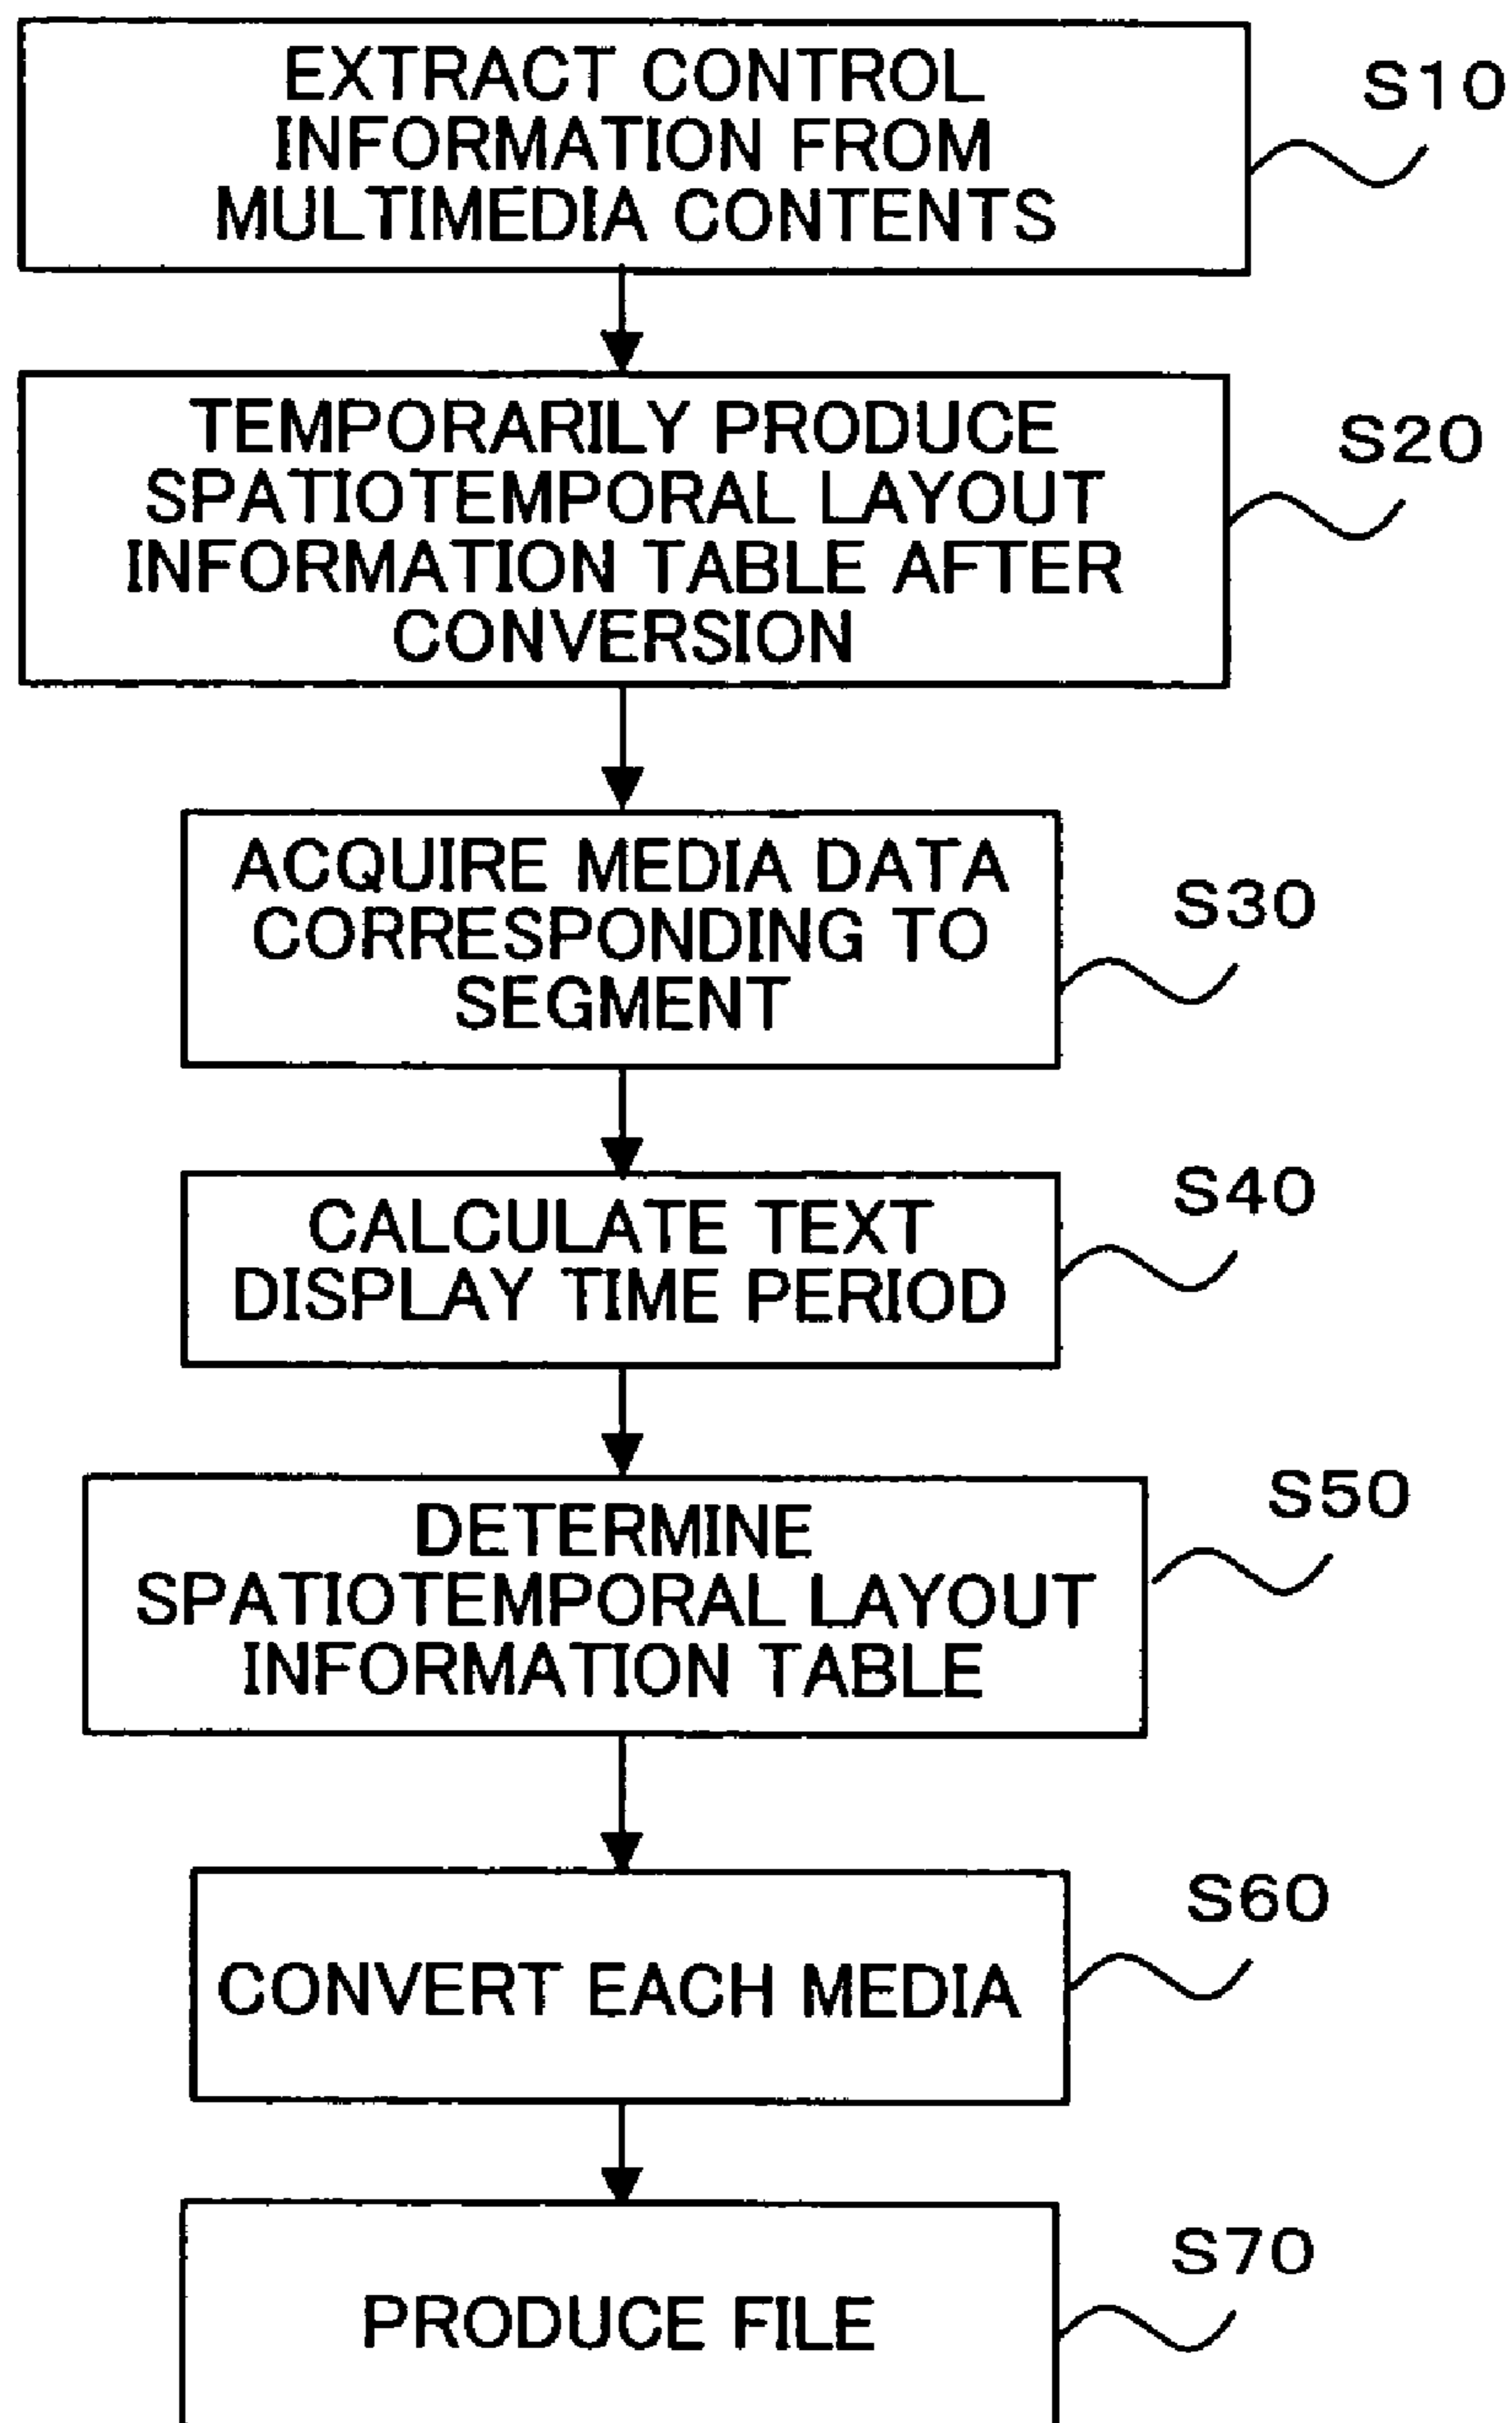 EXTRACT CONTROL
INFORMATION FROM
MULTIMEDIA CONTENTS
S10
TEMPORARILY PRODUCE
SPATIOTEMPORAL LAYOUT
INFORMATION TABLE AFTER
CONVERSION
S20
ACQUIRE MEDIA DATA
CORRESPONDING TO
SEGMENT
S30
CALCULATE TEXT
DISPLAY TIME PERIOD
S40
DETERMINE
SPATIOTEMPORAL LAYOUT
INFORMATION TABLE
S50
CONVERT EACH MEDIA
S60
PRODUCE FILE
S70